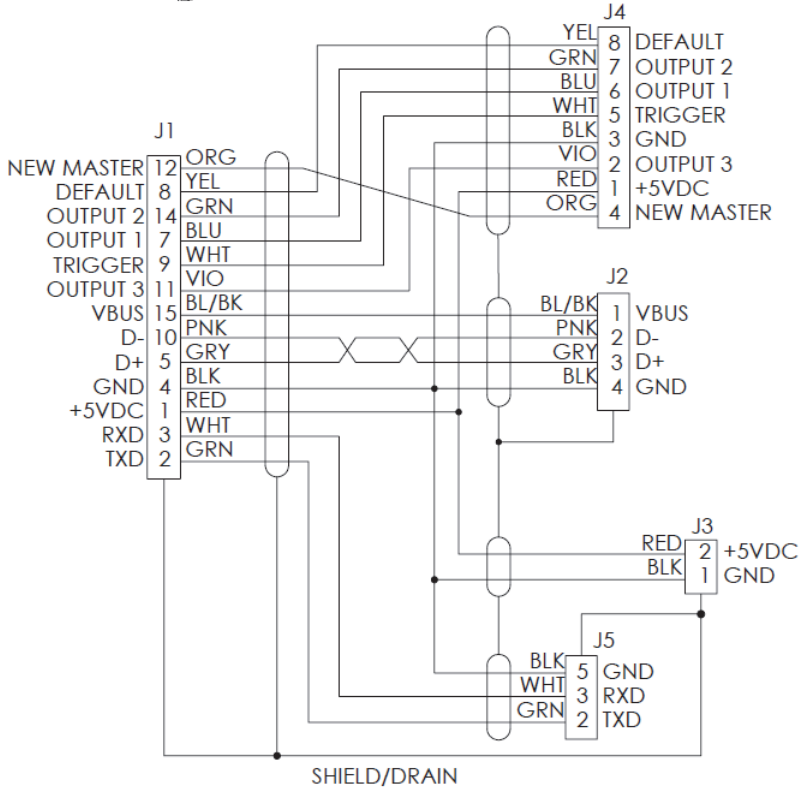 J4
YEL 8 DEFAULT
GRN 7 OUTPUT 2
BLU 6 OUTPUT 1
WHT 5 TRIGGER
BLK 3 GND
VIO 2 OUTPUT 3
RED 1 +5VDC
ORG 4 NEW MASTER
J1
NEW MASTER 12 ORG
DEFAULT 8 YEL
OUTPUT 2 14 GRN
OUTPUT 1 7 BLU
TRIGGER 9 WHT
OUTPUT 3 11 VIO
VBUS 15 BL/BK
D- 10 PNK
D+ 5 GRY
GND 4 BLK
+5VDC 1 RED
RXD 3 WHT
TXD 2 GRN
J2
BL/BK 1 VBUS
PNK 2 D-
GRY 3 D+
BLK 4 GND
J3
RED 2 +5VDC
BLK 1 GND
J5
BLK 5 GND
WHT 3 RXD
GRN 2 TXD
SHIELD/DRAIN